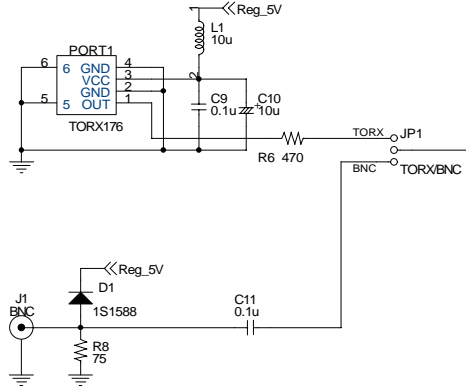 1
Reg_5V
L1
10u
2
PORT1
6 6 GND 4
VCC 3
GND 2
5 5 OUT 1
TORX176
C9
0.1u
C10
+
10u
R6 470
TORX
JP1
BNC
TORX/BNC
Reg_5V
D1
1S1588
J1
BNC
C11
0.1u
R8
75